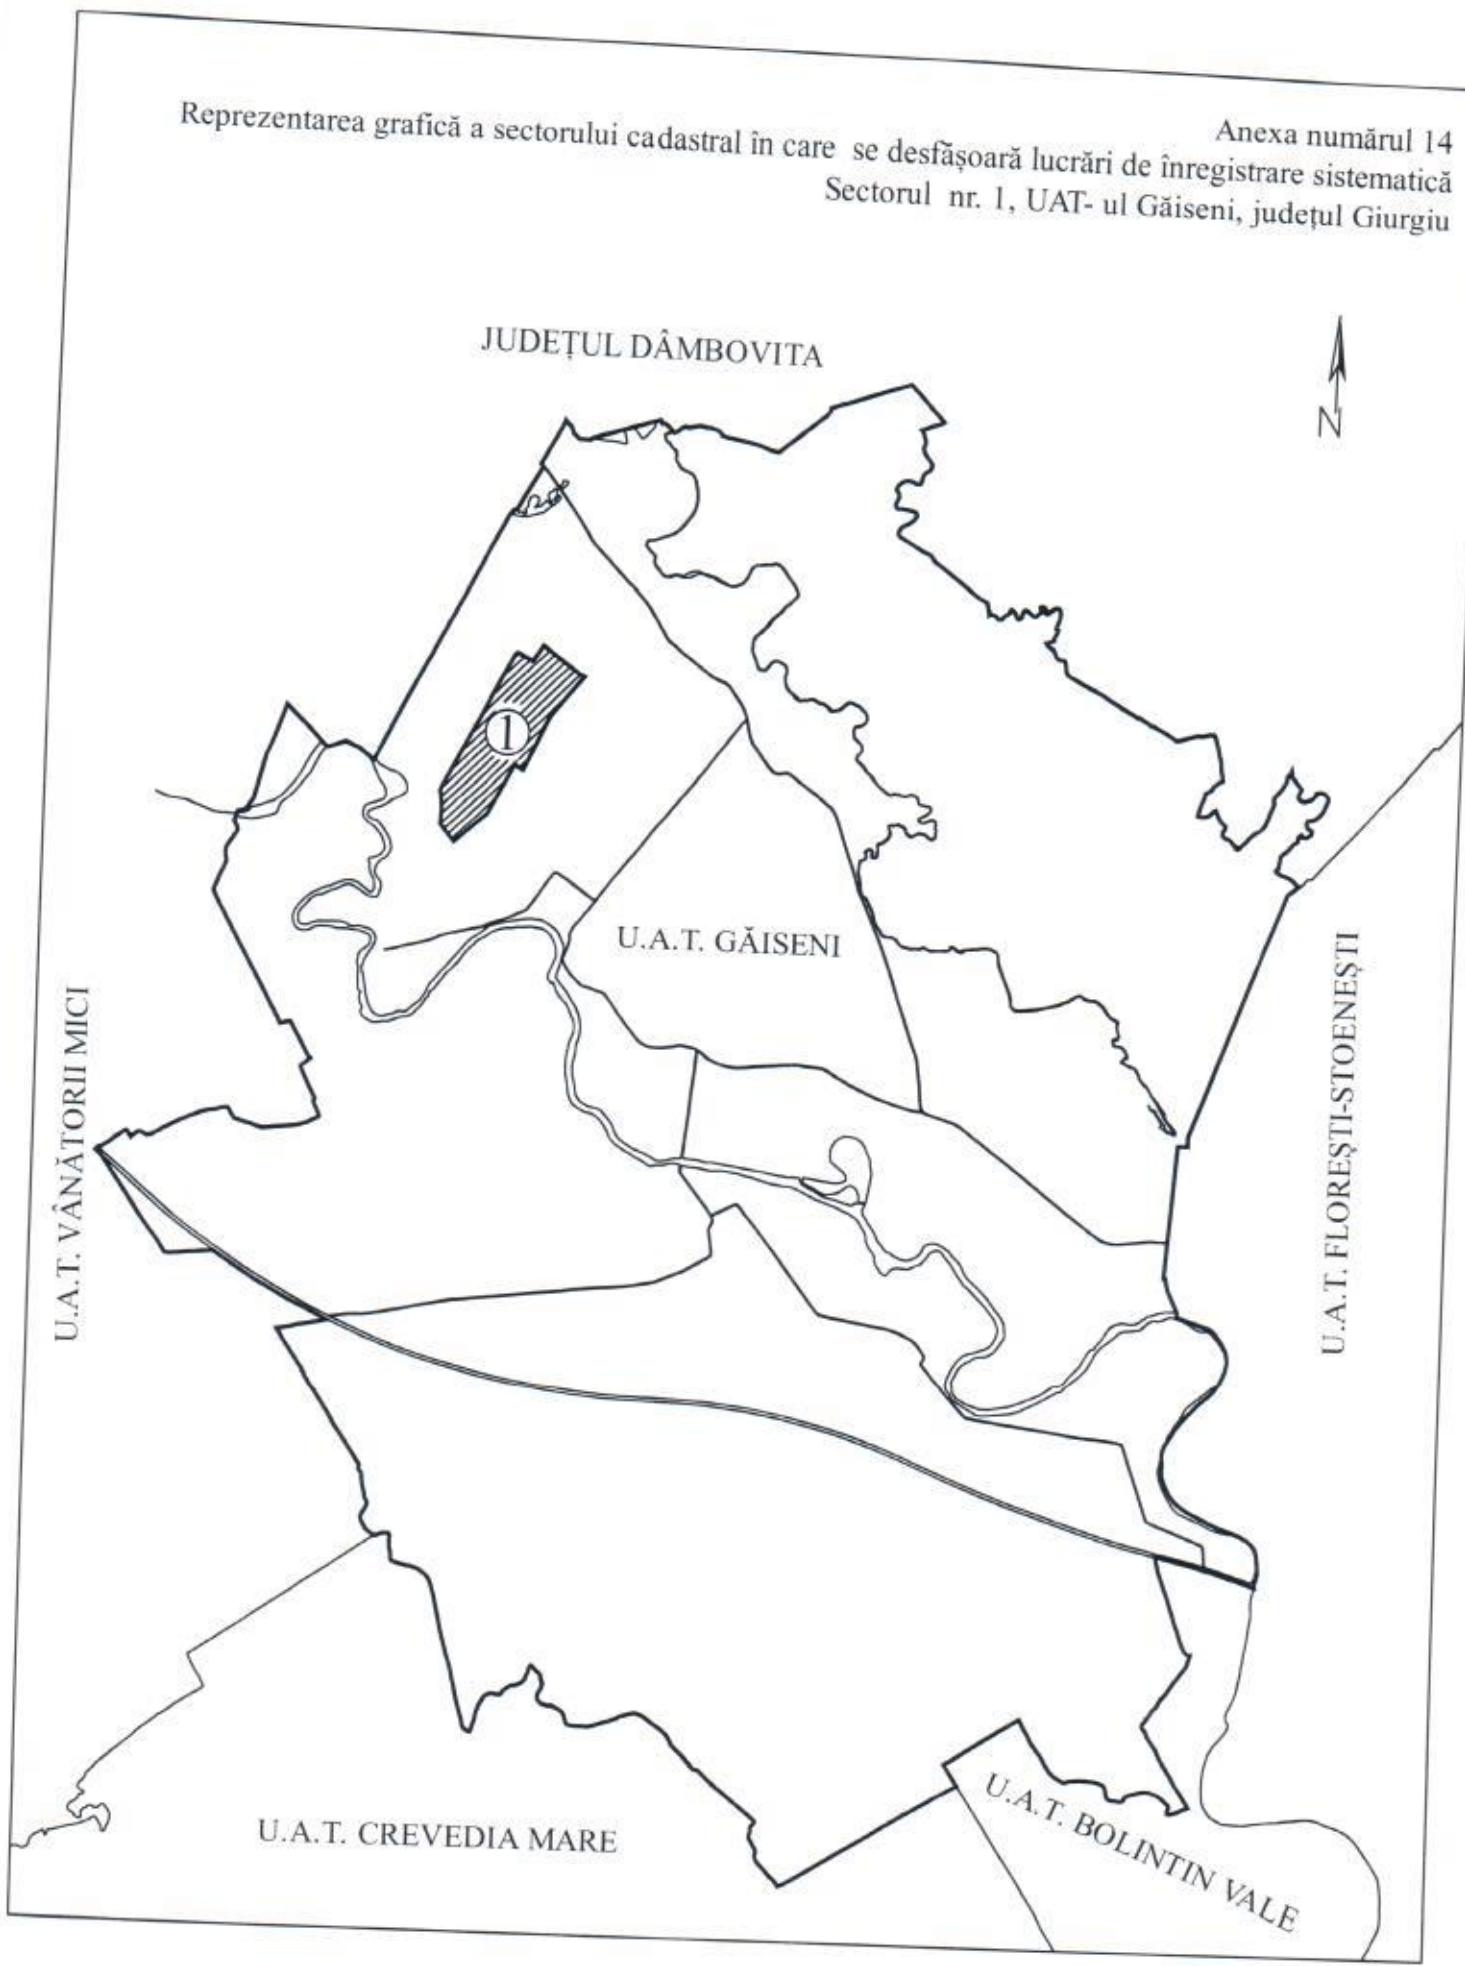 Anexa numărul 14
Reprezentarea grafică a sectorului cadastral în care se desfășoară lucrări de înregistrare sistematică
Sectorul nr. 1, UAT- ul Găiseni, județul Giurgiu
JUDEȚUL DÂMBOVITA
N
1
U.A.T. GĂISENI
U.A.T. VÂNĂTORII MICI
U.A.T. FLOREȘTI-STOENEȘTI
U.A.T. CREVEDIA MARE
U.A.T. BOLINTIN VALE